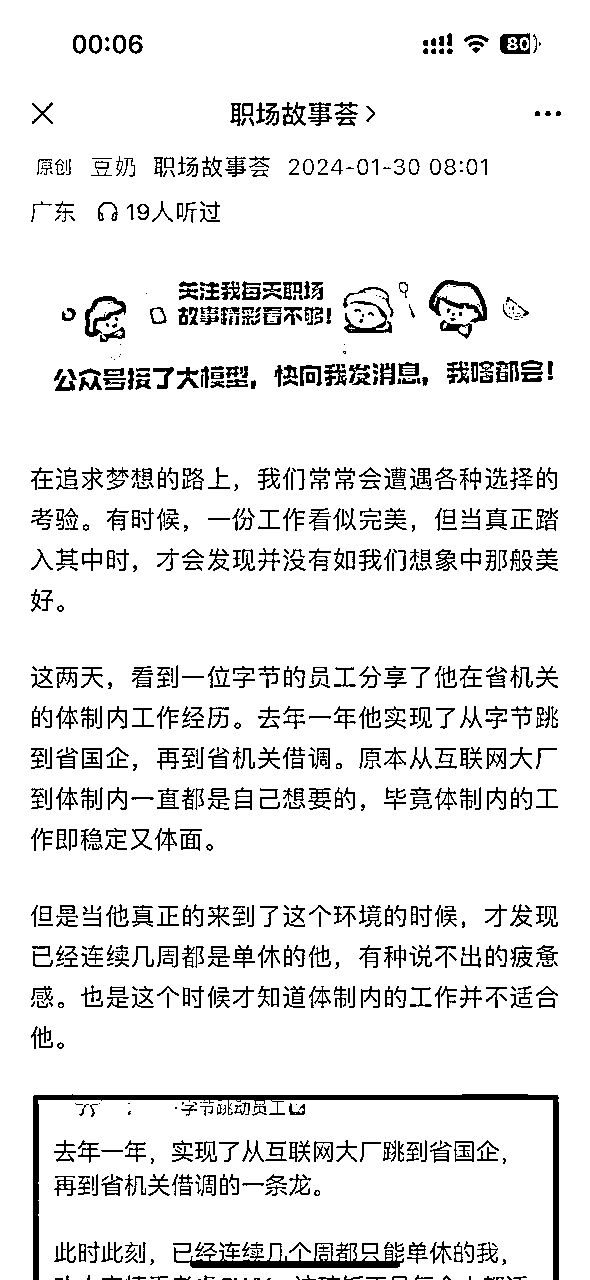 00:06
80
职场故事荟
原创 豆奶 职场故事荟 2024-01-30 08:01
广东 19人听过
关注我每天职场
故事精彩看不够!
公众号接了大模型，快向我发消息，我啥都会!
在追求梦想的路上，我们常常会遭遇各种选择的
考验。有时候，一份工作看似完美，但当真正踏
入其中时，才会发现并没有如我们想象中那般美
好。
这两天，看到一位字节的员工分享了他在省机关
的体制内工作经历。去年一年他实现了从字节跳
到省国企，再到省机关借调。原本从互联网大厂
到体制内一直都是自己想要的，毕竟体制内的工
作即稳定又体面。
但是当他真正的来到了这个环境的时候，才发现
已经连续几周都是单休的他，有种说不出的疲惫
感。也是这个时候才知道体制内的工作并不适合
他。
·字节跳动员工
去年一年，实现了从互联网大厂跳到省国企，
再到省机关借调的一条龙。
此时此刻，已经连续几个周都只能单休的我，